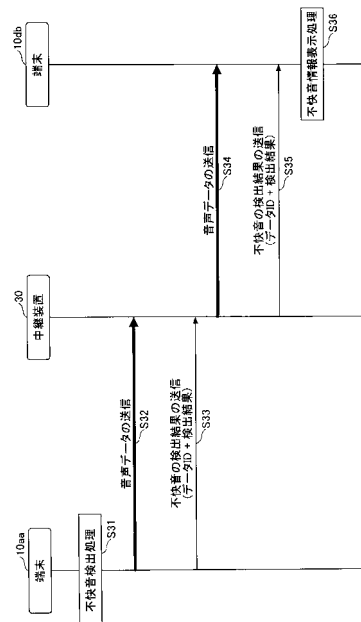 10aa
端末
30
中継装置
10db
端末
不快音検出処理
S31
音声データの送信
S32
不快音の検出結果の送信
(データID + 検出結果)
S33
音声データの送信
S34
不快音の検出結果の送信
(データID + 検出結果)
S35
不快音情報表示処理
S36